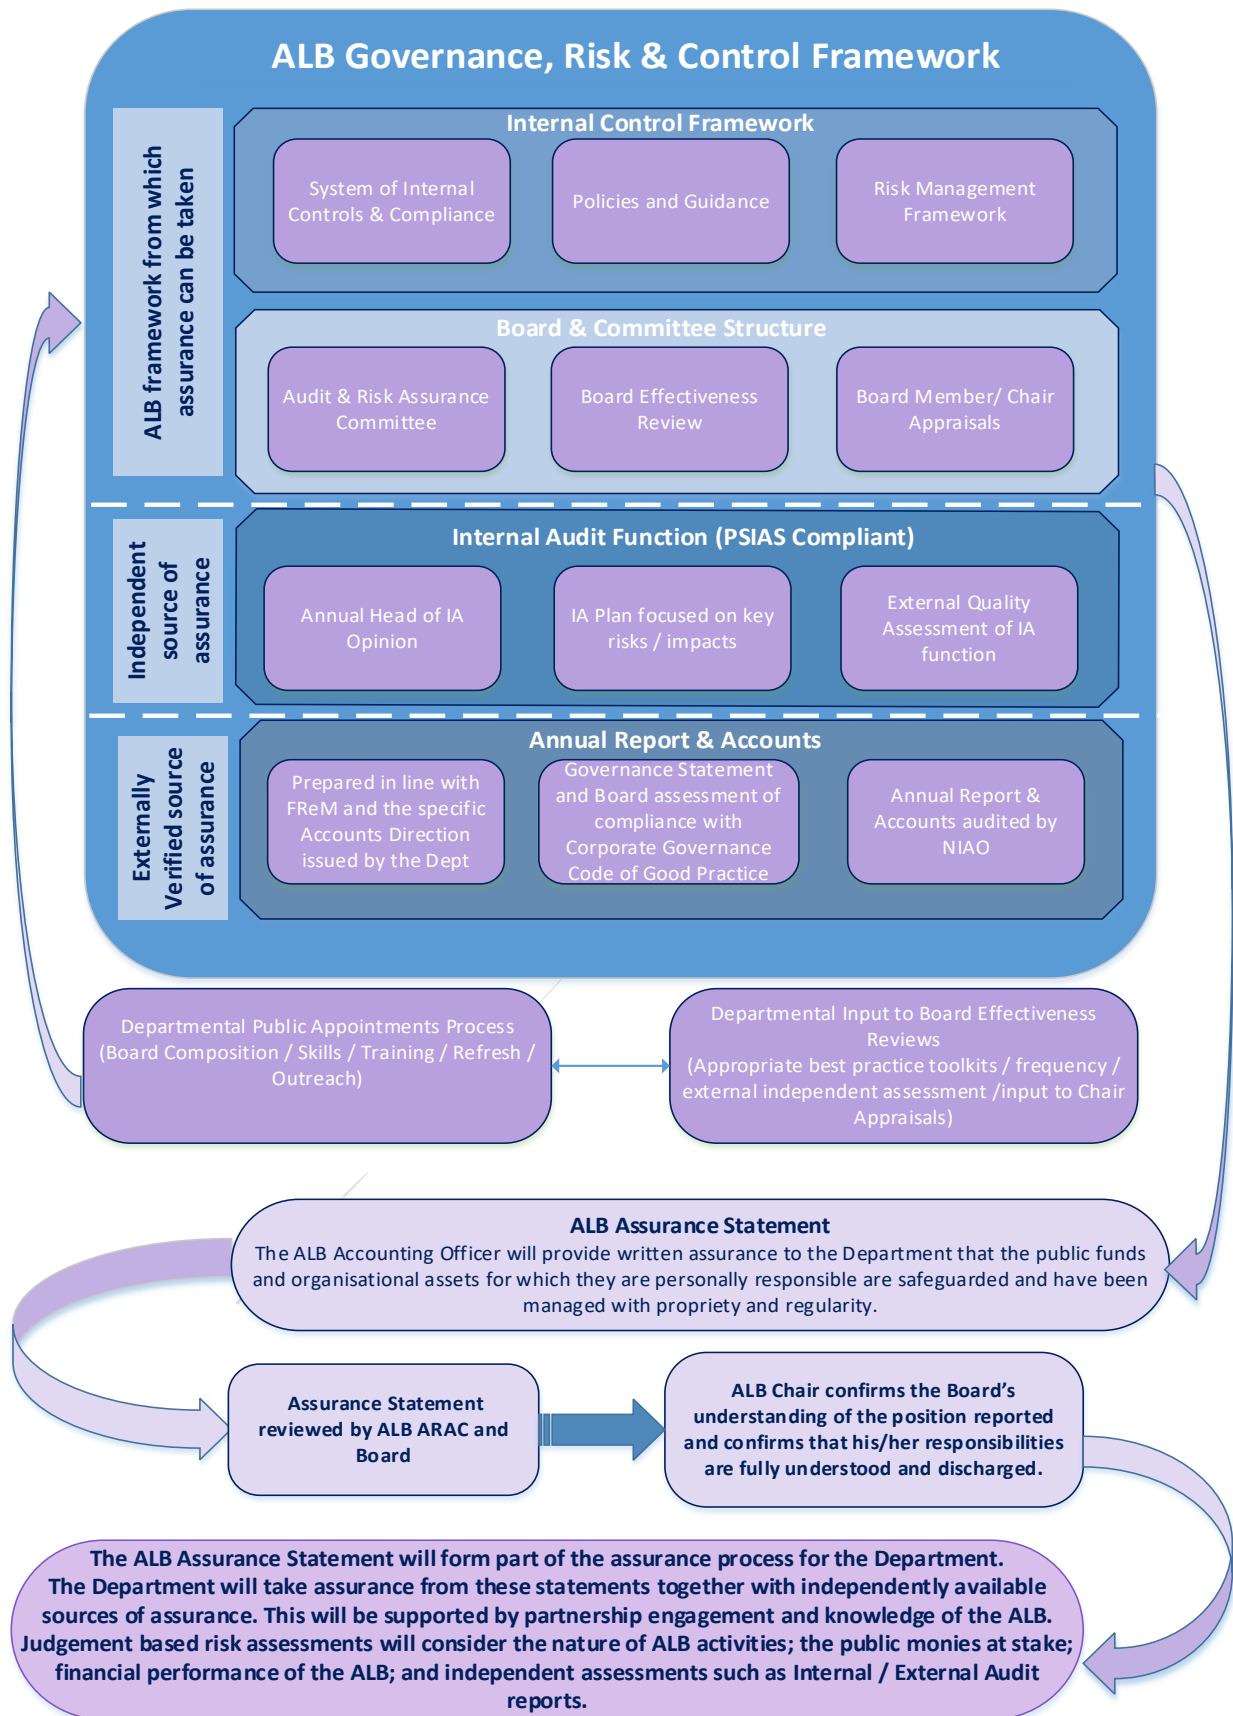 ALB Governance, Risk & Control Framework
ALB framework from which
assurance can be taken
Internal Control Framework
System of Internal
Controls & Compliance
Policies and Guidance
Risk Management
Framework
Board & Committee Structure
Audit & Risk Assurance
Committee
Board Effectiveness
Review
Board Member/ Chair
Appraisals
Independent
source of
assurance
Internal Audit Function (PSIAS Compliant)
Annual Head of IA
Opinion
IA Plan focused on key
risks / impacts
External Quality
Assessment of IA
function
Externally
Verified source
of assurance
Annual Report & Accounts
Prepared in line with
FReM and the specific
Accounts Direction
issued by the Dept
Governance Statement
and Board assessment of
compliance with
Corporate Governance
Code of Good Practice
Annual Report &
Accounts audited by
NIAO
Departmental Public Appointments Process
(Board Composition / Skills / Training / Refresh /
Outreach)
Departmental Input to Board Effectiveness
Reviews
(Appropriate best practice toolkits / frequency /
external independent assessment /input to Chair
Appraisals)
ALB Assurance Statement
The ALB Accounting Officer will provide written assurance to the Department that the public funds
and organisational assets for which they are personally responsible are safeguarded and have been
managed with propriety and regularity.
Assurance Statement
reviewed by ALB ARAC and
Board
ALB Chair confirms the Board’s
understanding of the position reported
and confirms that his/her responsibilities
are fully understood and discharged.
The ALB Assurance Statement will form part of the assurance process for the Department.
The Department will take assurance from these statements together with independently available
sources of assurance. This will be supported by partnership engagement and knowledge of the ALB.
Judgement based risk assessments will consider the nature of ALB activities; the public monies at stake;
financial performance of the ALB; and independent assessments such as Internal / External Audit
reports.